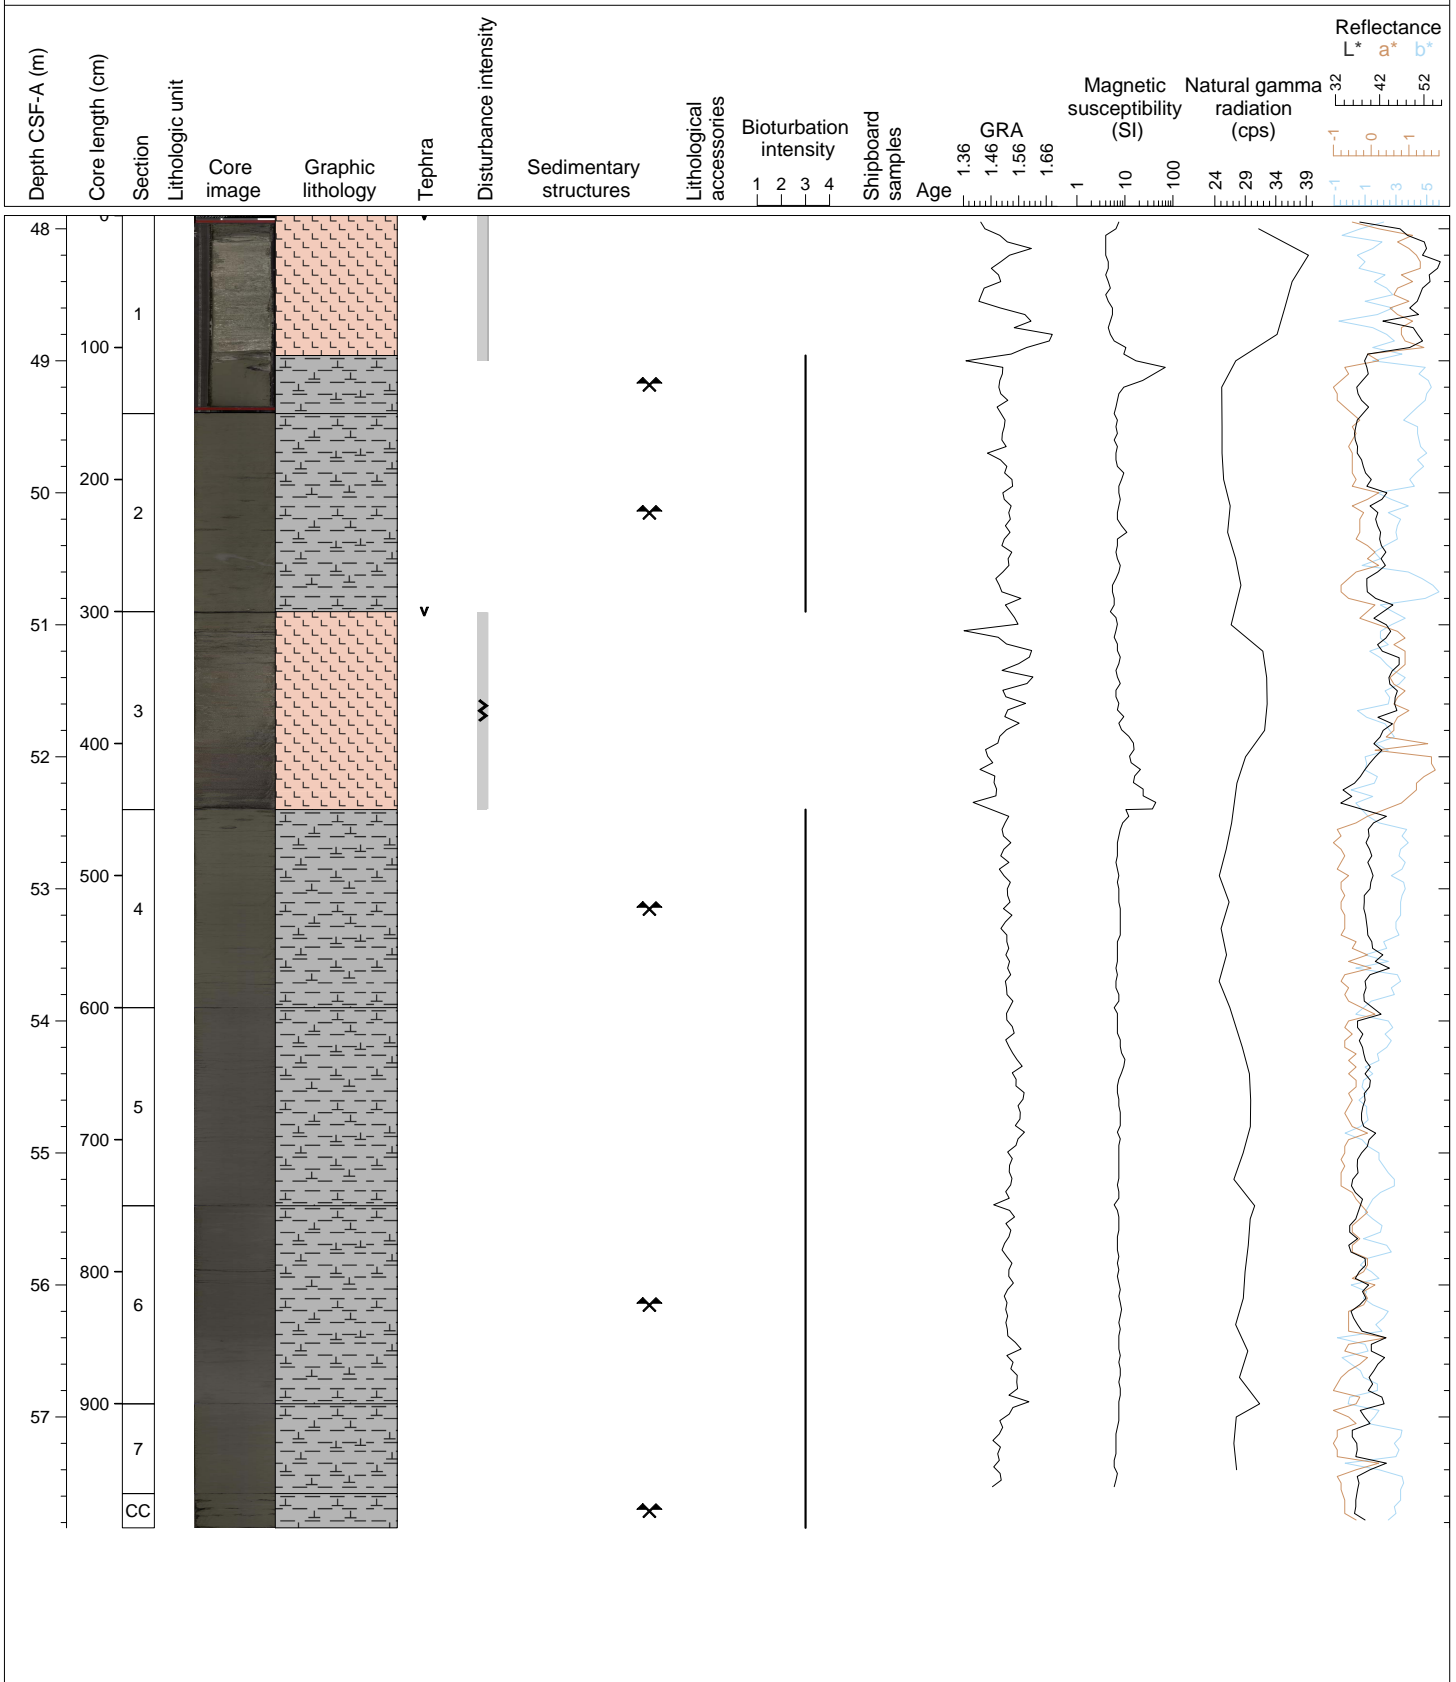 Depth CSF-A (m)
Core length (cm)
Section
Lithologic unit
Core
image
Graphic
lithology
Tephra
Disturbance intensity
Sedimentary
structures
Lithological
accessories
Bioturbation
intensity
1 2 3 4
Shipboard
samples
Age
GRA
1.36 1.46 1.56 1.66
Magnetic
susceptibility
(SI)
1 10 100
Natural gamma
radiation
(cps)
24 29 34 39
Reflectance
L* a* b*
32 42 52
-1 0 1
-1 1 3 5
0
48
1
100
49
200
50
2
300
51
3
400
52
500
53
4
600
54
5
700
55
800
56
6
900
57
7
CC